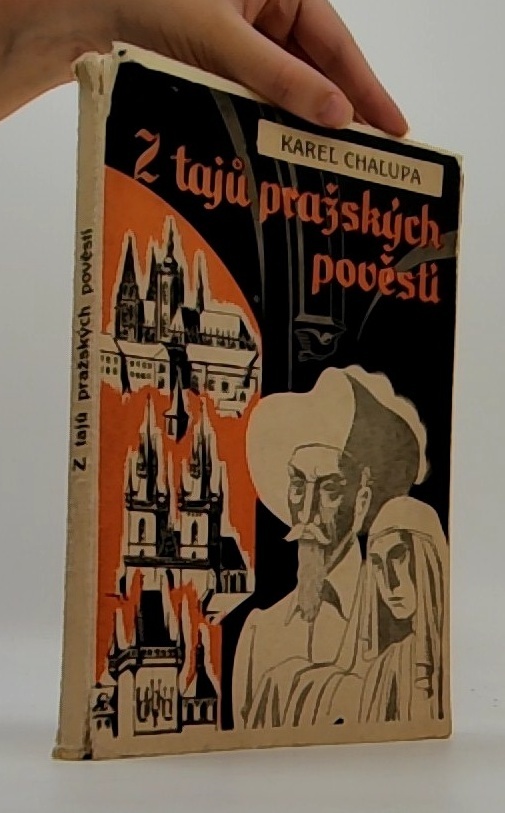 KAREL CHALUPA
Z tajů pražských
pověstí
Z tajů pražských pověstí